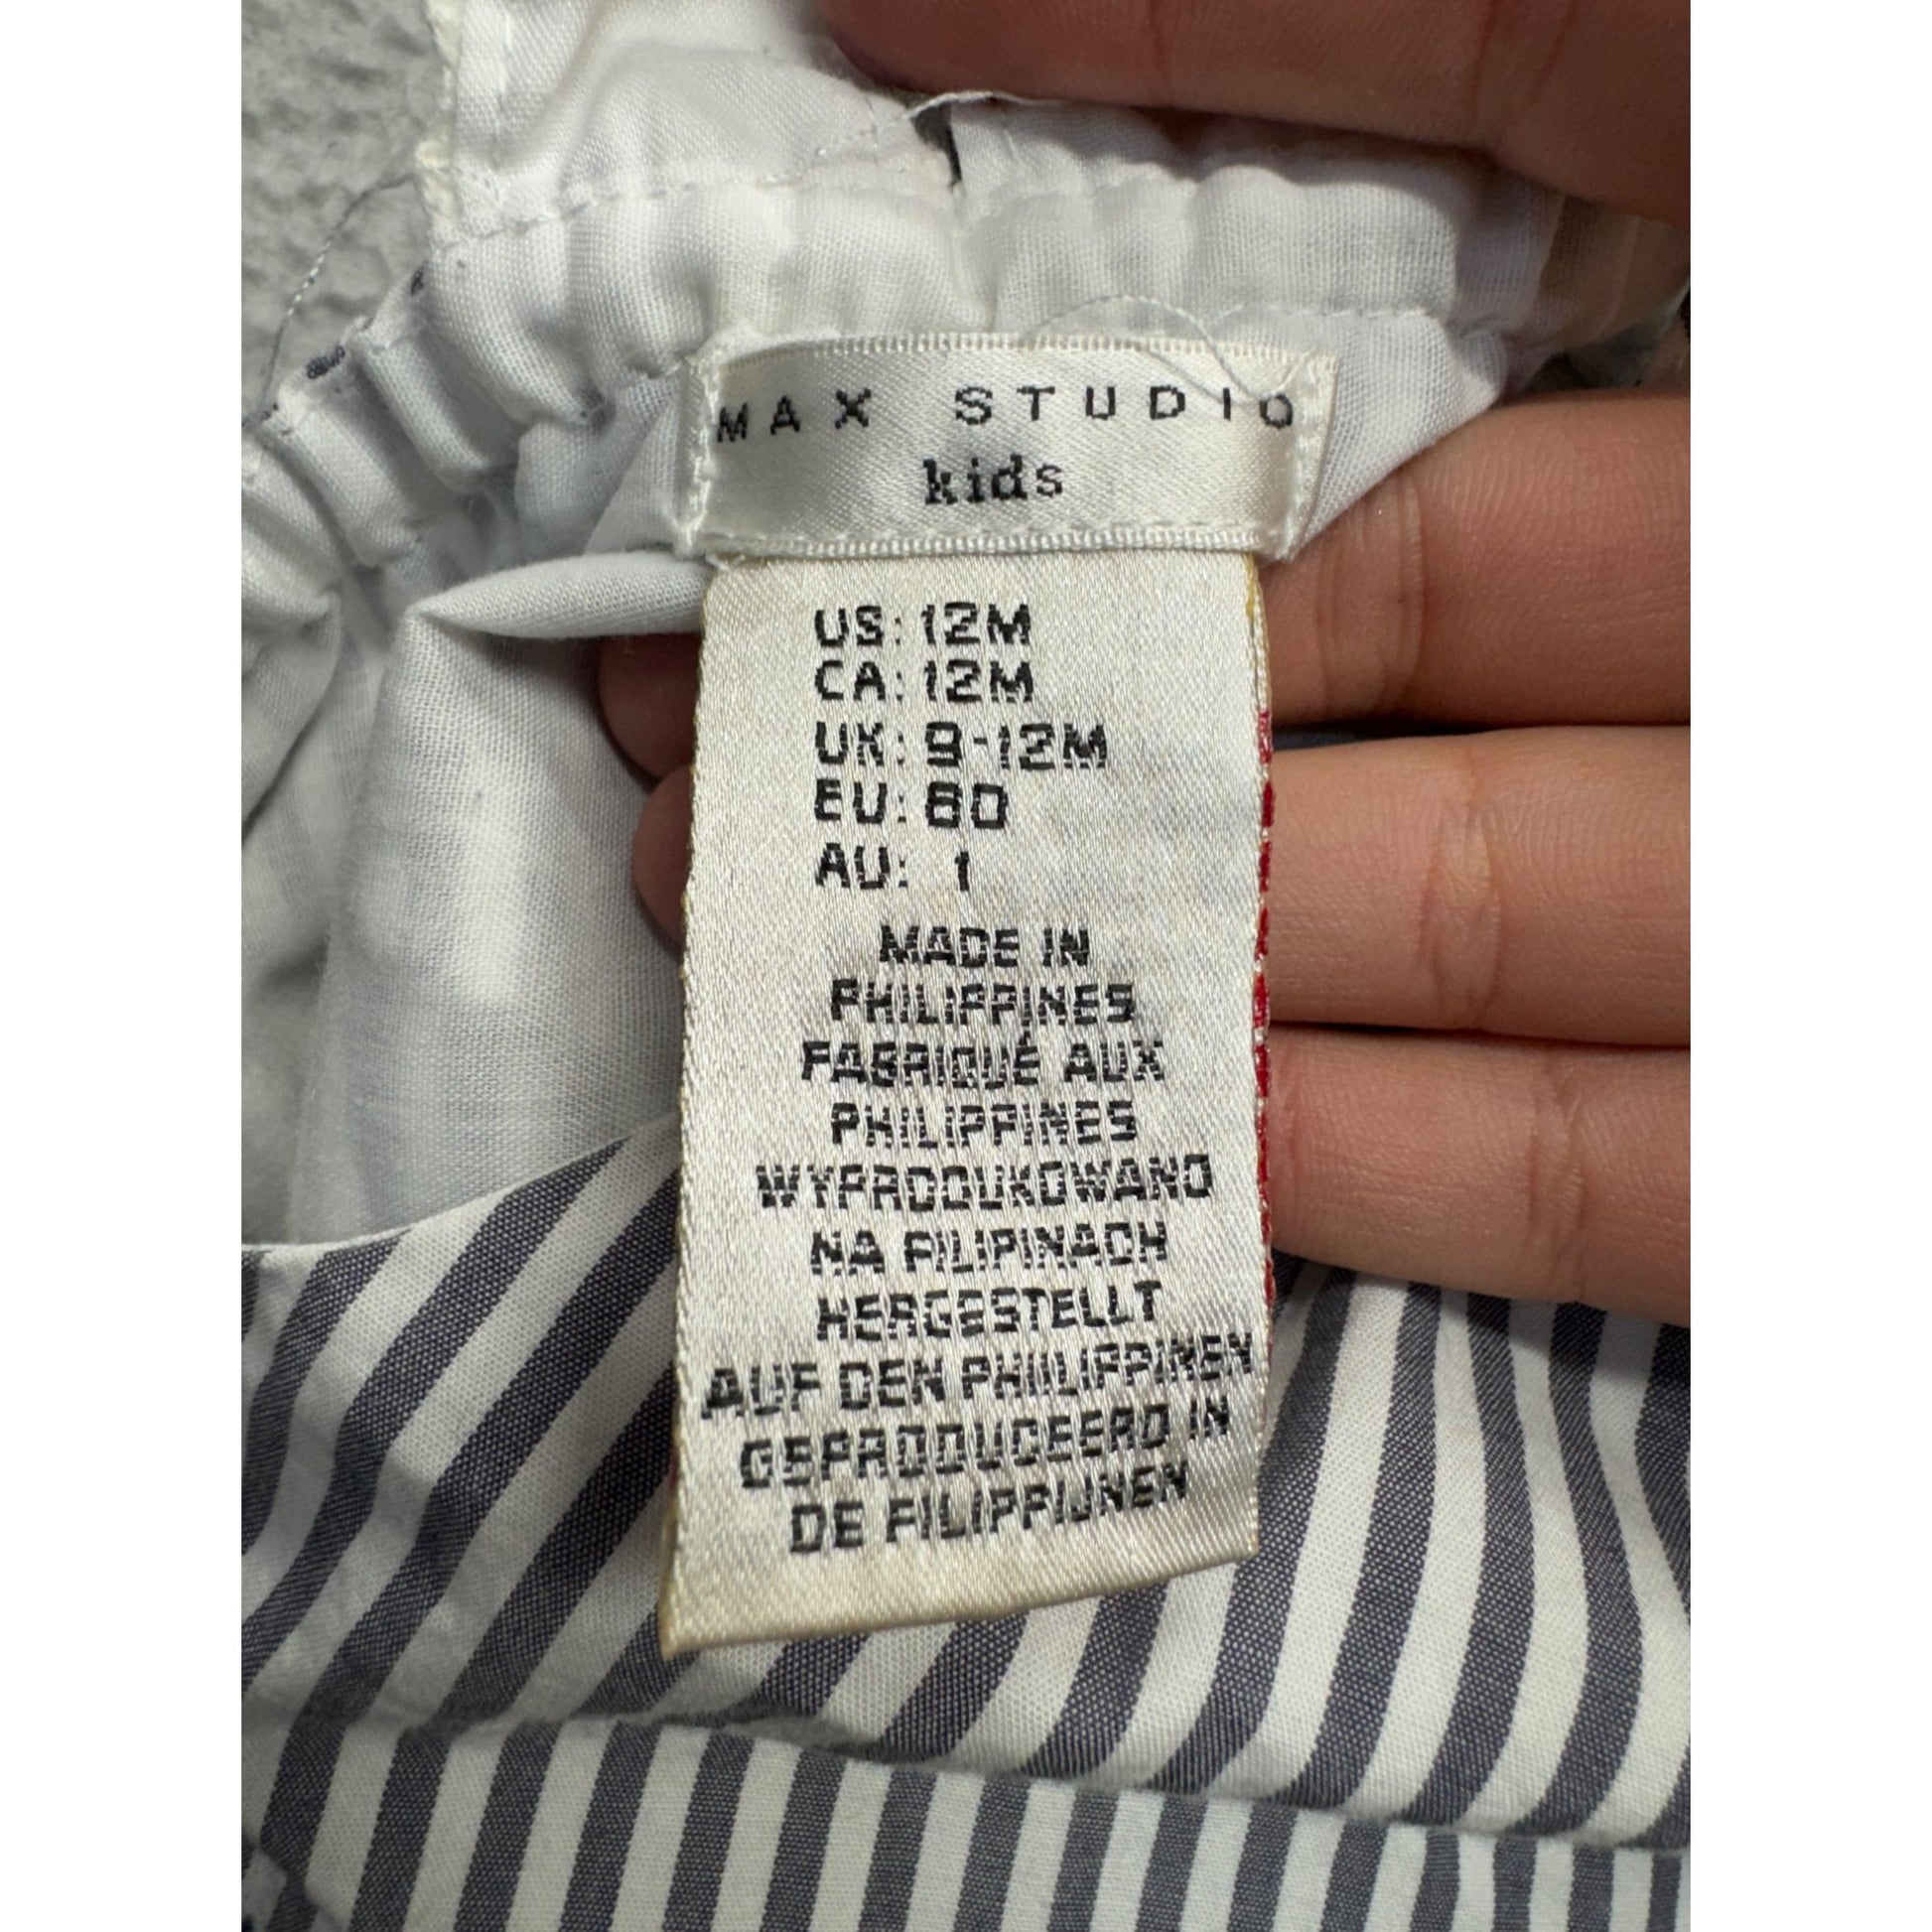 MAX STUDIO
kids
US: 12M
CA: 12M
UK: 9-12M
EU: 80
AU: 1
MADE IN
PHILIPPINES
FABRIQUÉ AUX
PHILIPPINES
WYPRODUKOWANO
NA FILIPINACH
HERGESTELLT
AUF DEN PHILIPPINEN
GEPRODUCEERD IN
DE FILIPPIJNEN